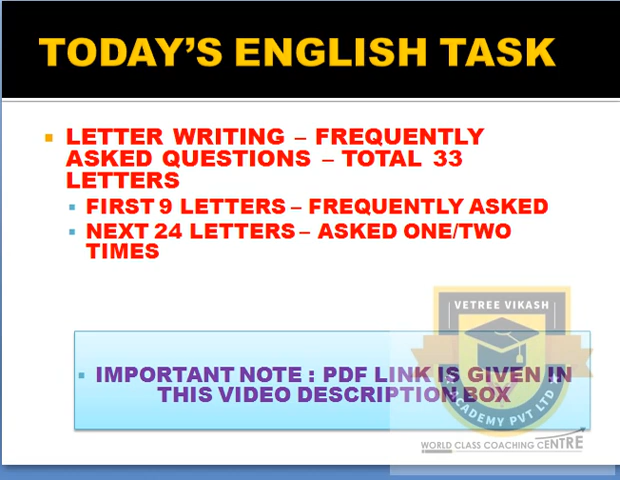 TODAY'S ENGLISH TASK
LETTER WRITING – FREQUENTLY
ASKED QUESTIONS – TOTAL 33
LETTERS
FIRST 9 LETTERS – FREQUENTLY ASKED
NEXT 24 LETTERS – ASKED ONE/TWO
TIMES
VETREE VIKASH
IMPORTANT NOTE : PDF LINK IS GIVEN IN
THIS VIDEO DESCRIPTION BOX
ACADEMY PVT LTD
WORLD CLASS COACHING CENTRE